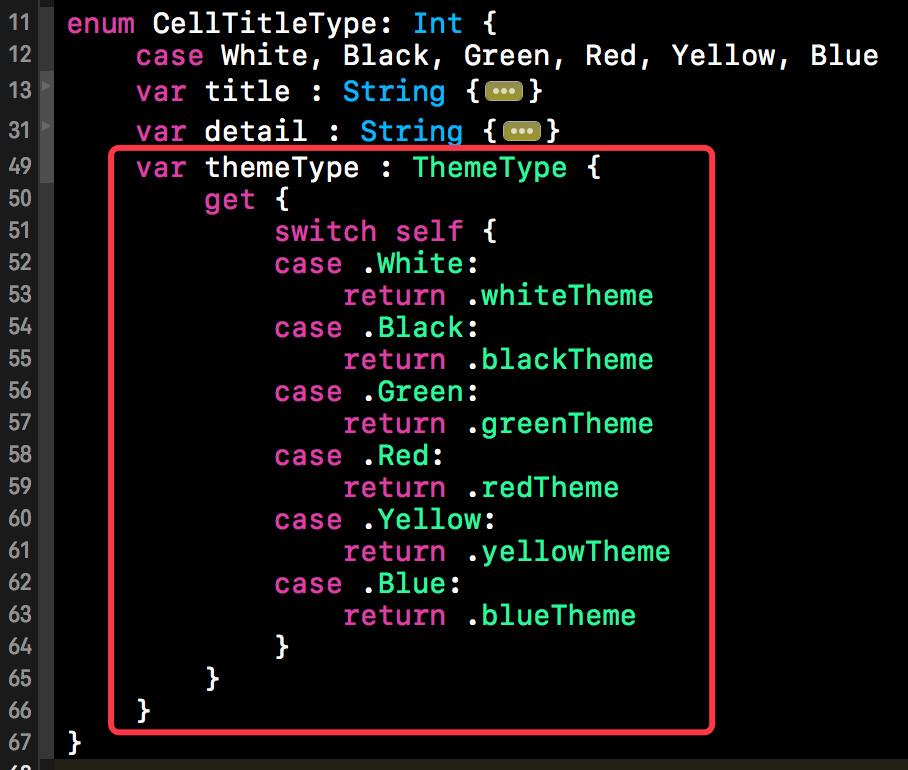 11 enum CellTitleType: Int {
12     case White, Black, Green, Red, Yellow, Blue
13     var title : String {•••}
31     var detail : String {•••}
49     var themeType : ThemeType {
50         get {
51             switch self {
52             case .White:
53                 return .whiteTheme
54             case .Black:
55                 return .blackTheme
56             case .Green:
57                 return .greenTheme
58             case .Red:
59                 return .redTheme
60             case .Yellow:
61                 return .yellowTheme
62             case .Blue:
63                 return .blueTheme
64             }
65         }
66     }
67 }